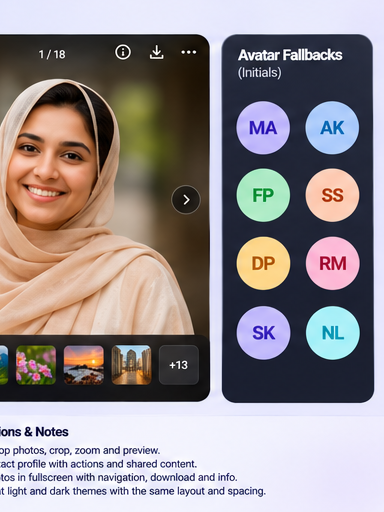 1 / 18
+13
Avatar Fallbacks
(Initials)
MA AK
FP SS
DP RM
SK NL
ions & Notes
op photos, crop, zoom and preview.
act profile with actions and shared content.
tos in fullscreen with navigation, download and info.
t light and dark themes with the same layout and spacing.